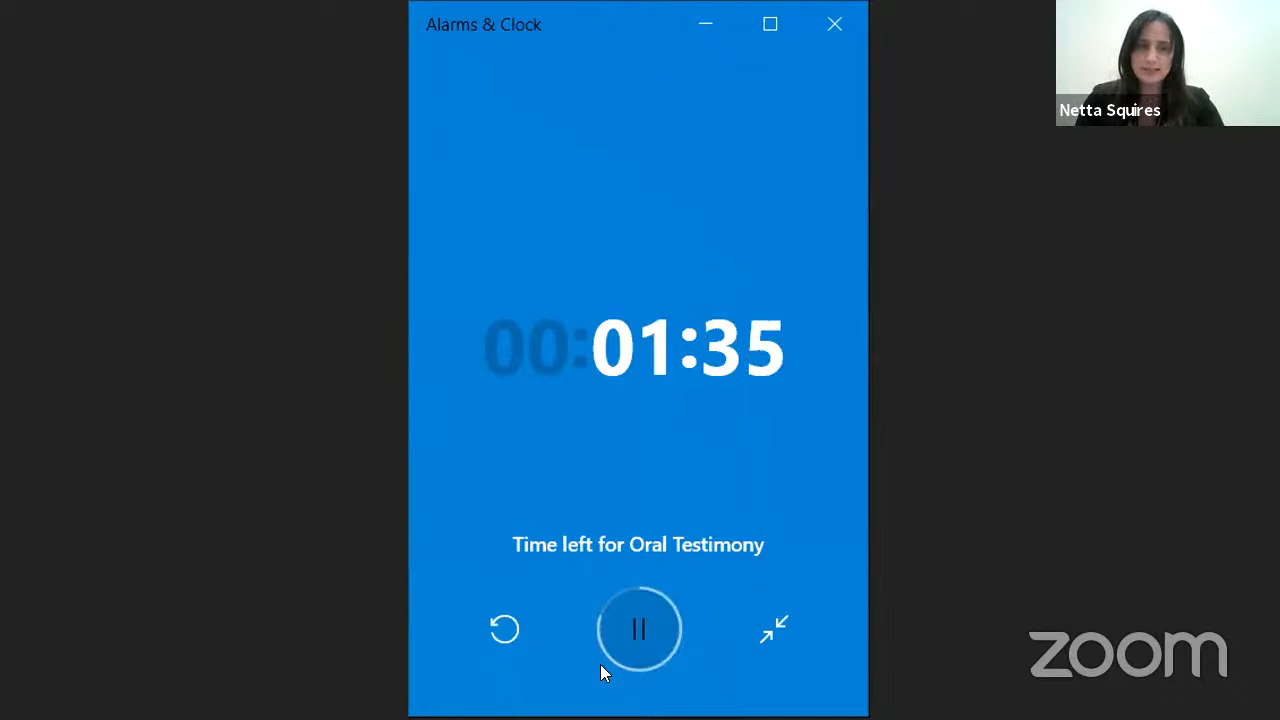 Alarms & Clock
Netta Squires
00:01:35
Time left for Oral Testimony
zoom